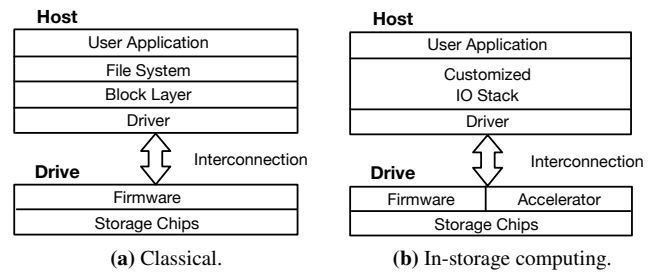 Host
User Application
File System
Block Layer
Driver
Interconnection
Drive
Firmware
Storage Chips
(a) Classical.
Host
User Application
Customized
IO Stack
Driver
Interconnection
Drive
Firmware
Accelerator
Storage Chips
(b) In-storage computing.